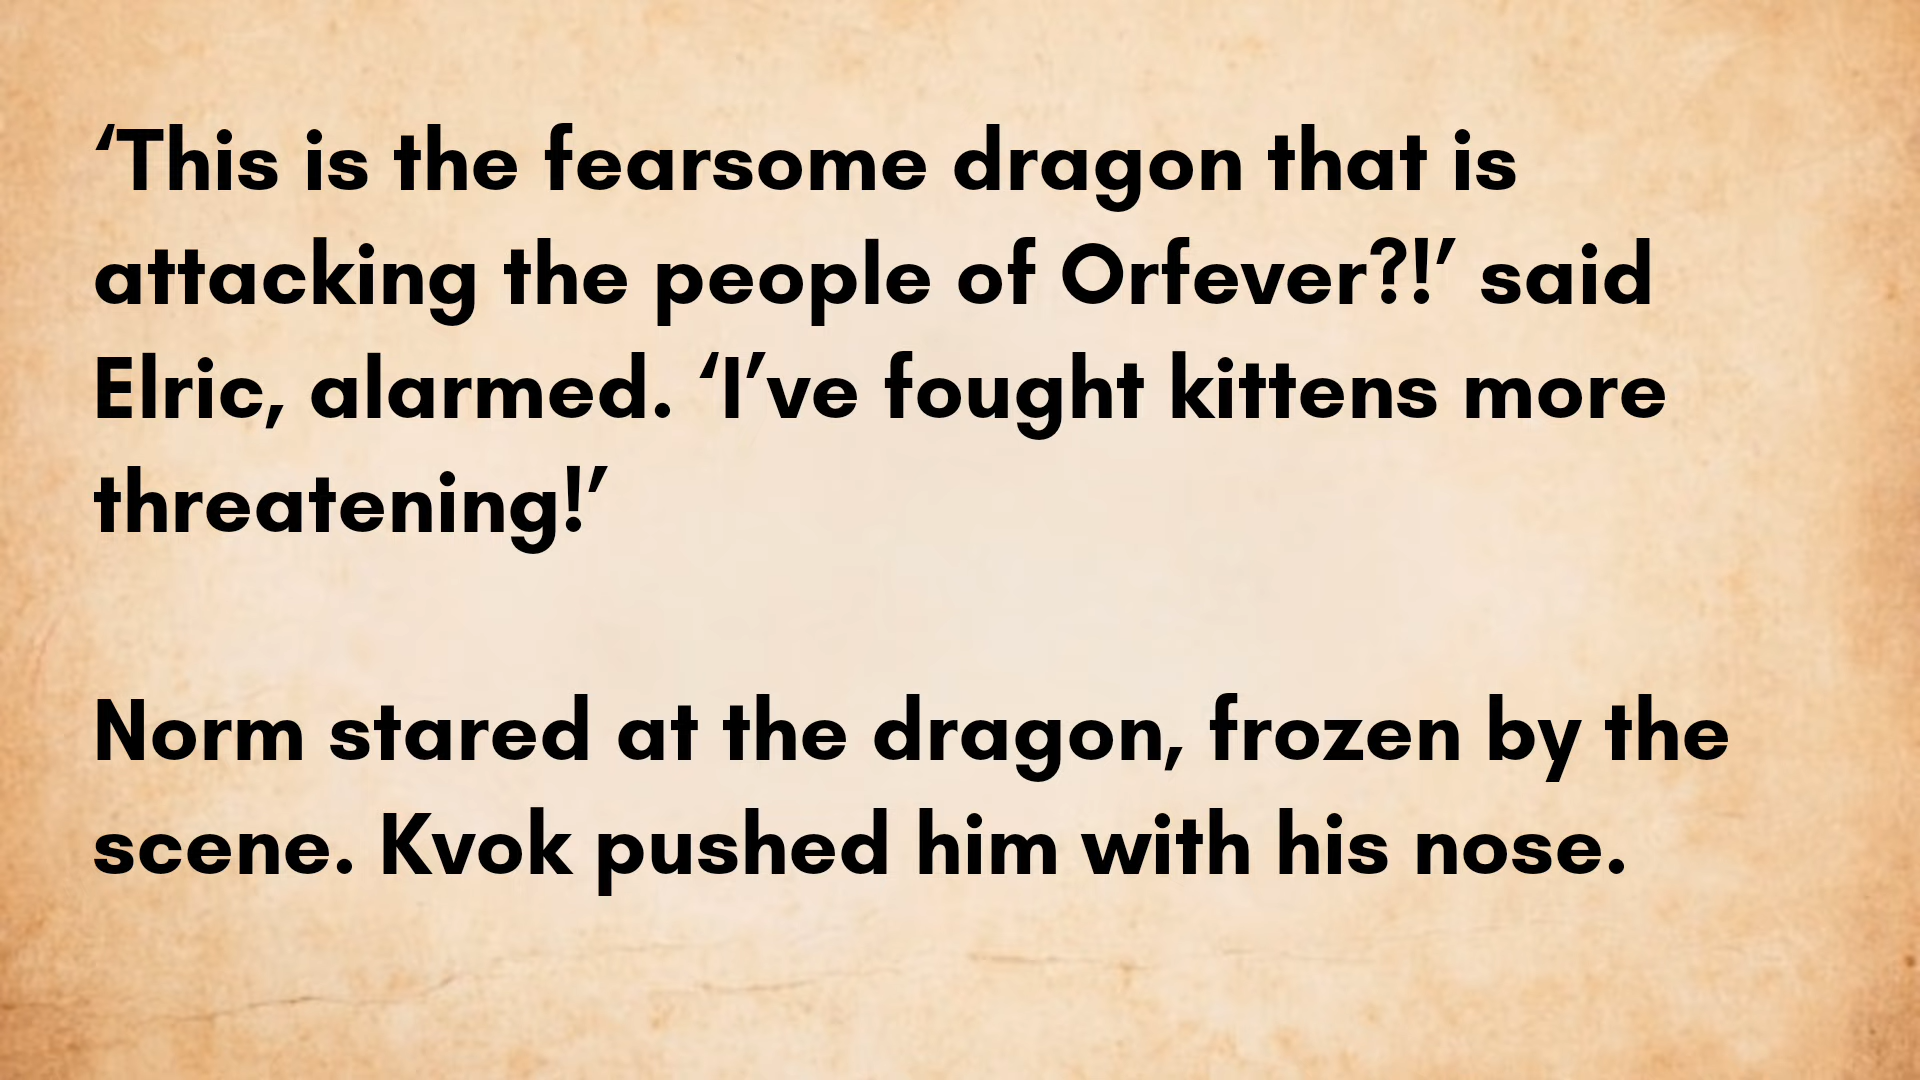 ‘This is the fearsome dragon that is
attacking the people of Orfever?!’ said
Elric, alarmed. ‘I’ve fought kittens more
threatening!’
Norm stared at the dragon, frozen by the
scene. Kvok pushed him with his nose.